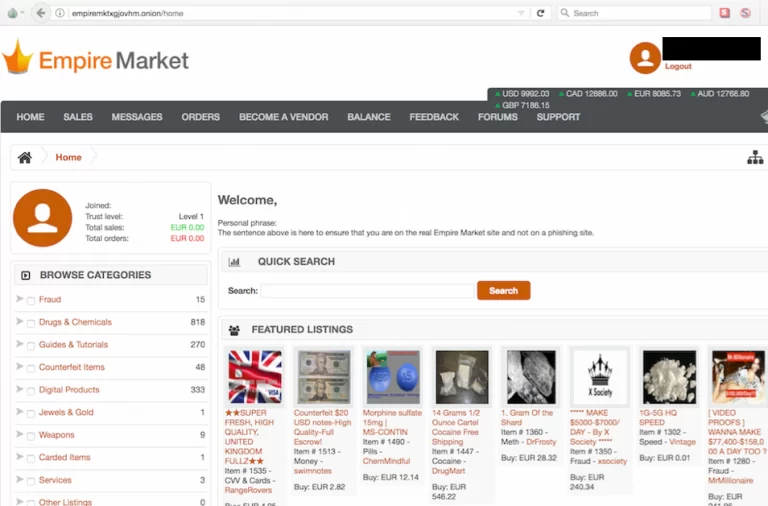 empiremktxgjovhm.onion/home
Search
Empire Market
Logout
USD 9992.03 CAD 12886.00 EUR 8085.73 AUD 12766.80
GBP 7186.15
HOME SALES MESSAGES ORDERS BECOME A VENDOR BALANCE FEEDBACK FORUMS SUPPORT
Home
Joined:
Trust level: Level 1
Total sales: EUR 0.00
Total orders: EUR 0.00
Welcome,
Personal phrase:
The sentence above is here to ensure that you are on the real Empire Market site and not on a phishing site.
QUICK SEARCH
Search:
Search
BROWSE CATEGORIES
Fraud 15
Drugs & Chemicals 818
Guides & Tutorials 270
Counterfeit Items 48
Digital Products 333
Jewels & Gold 1
Weapons 9
Carded Items 1
Services 3
Other Listings 0
FEATURED LISTINGS
VISA
★★SUPER
FRESH, HIGH
QUALITY,
UNITED
KINGDOM
FULLZ★★
Item # 1535 -
CVV & Cards -
RangeRovers
Counterfeit $20
USD notes-High
Quality-Full
Escrow!
Item # 1513 -
Money -
swimnotes
Buy: EUR 2.82
Morphine sulfate
15mg |
MS-CONTIN
Item # 1490 -
Pills -
ChemMindful
Buy: EUR 12.14
14 Grams 1/2
Ounce Cartel
Cocaine Free
Shipping
Item # 1447 -
Cocaine -
DrugMart
Buy: EUR
546.22
1. Gram Of the
Shard
Item # 1360 -
Meth - DrFrosty
Buy: EUR 28.32
X Society
***** MAKE
$5000-$7000/
DAY - By X
Society *****
Item # 1350 -
Fraud - xsociety
Buy: EUR
240.34
1G-5G HQ
SPEED
Item # 1302 -
Speed - Vintage
Buy: EUR 0.01
Mr Millionaire
[ VIDEO
PROOFS ]
WANNA MAKE
$77,400-$158,0
00 A DAY TOO ?
Item # 1280 -
Fraud -
MrMillionaire